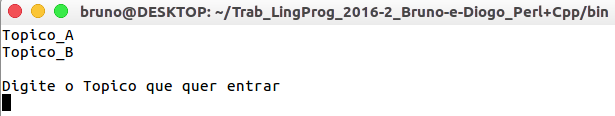 bruno@DESKTOP: ~/Trab_LingProg_2016-2_Bruno-e-Diogo_Perl+Cpp/bin
Topico_A
Topico_B
Digite o Topico que quer entrar